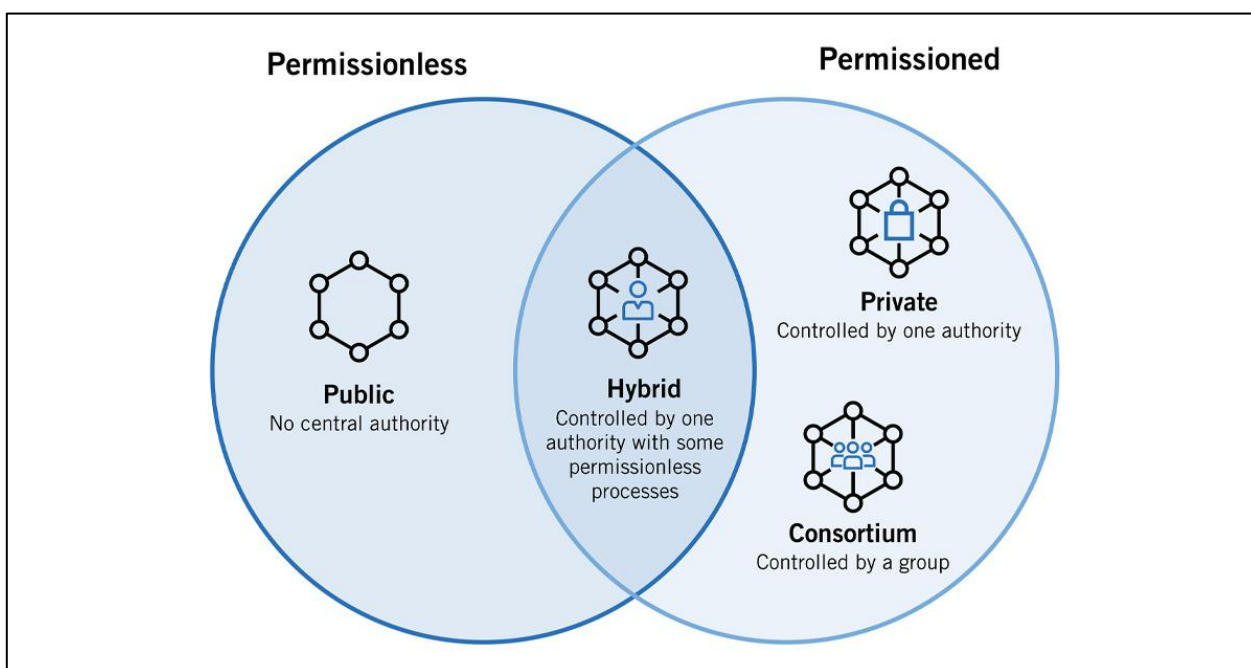 Permissionless
Permissioned
Public
No central authority
Hybrid
Controlled by one
authority with some
permissionless
processes
Private
Controlled by one authority
Consortium
Controlled by a group